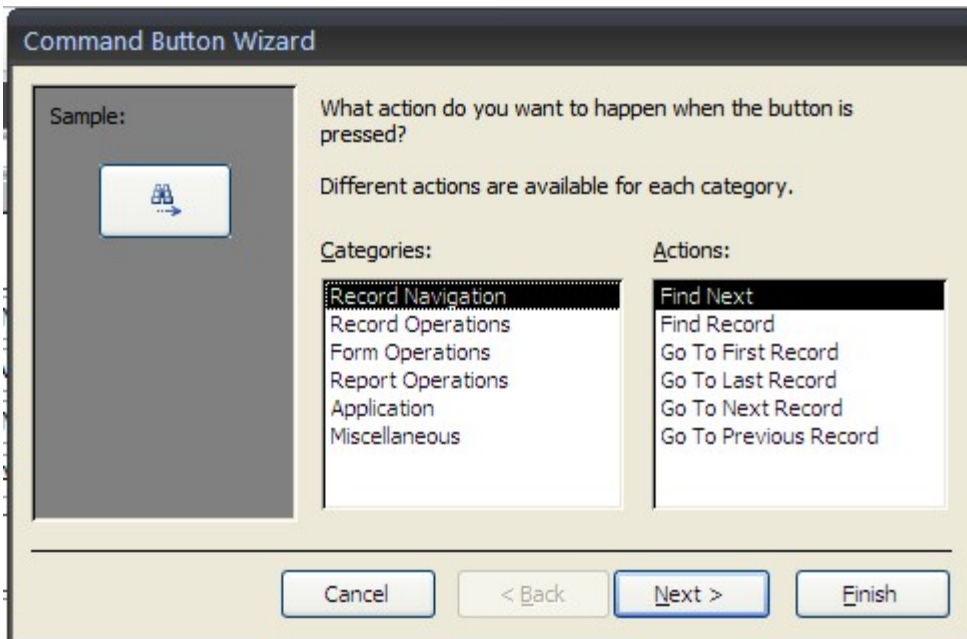 Command Button Wizard
Sample:
What action do you want to happen when the button is
pressed?
Different actions are available for each category.
Categories:
Actions:
Record Navigation
Record Operations
Form Operations
Report Operations
Application
Miscellaneous
Find Next
Find Record
Go To First Record
Go To Last Record
Go To Next Record
Go To Previous Record
Cancel
< Back
Next >
Finish